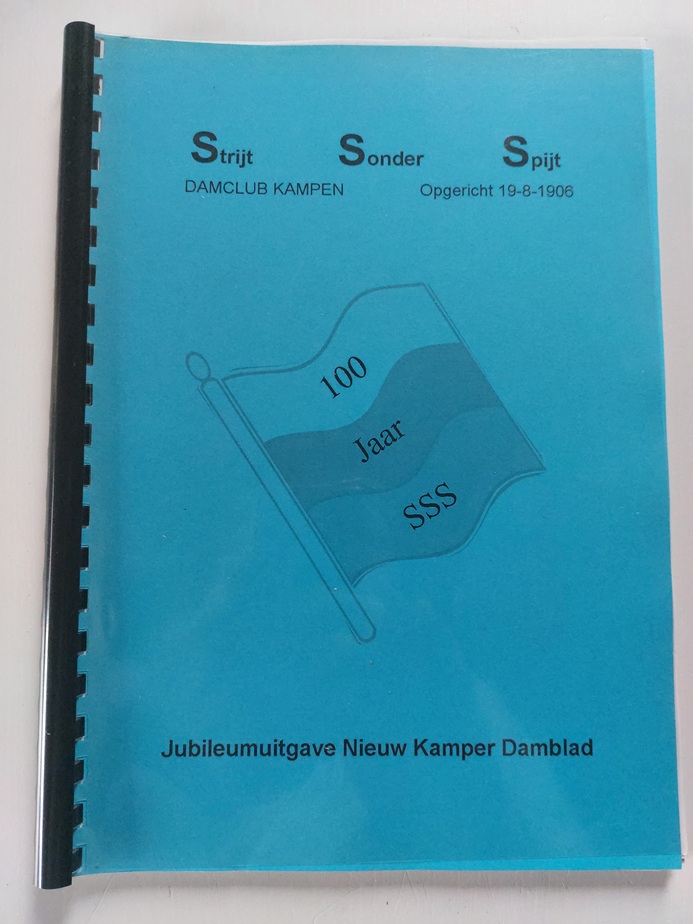 Strijt Sonder Spijt
DAMCLUB KAMPEN Opgericht 19-8-1906
100
Jaar
SSS
Jubileumuitgave Nieuw Kamper Damblad